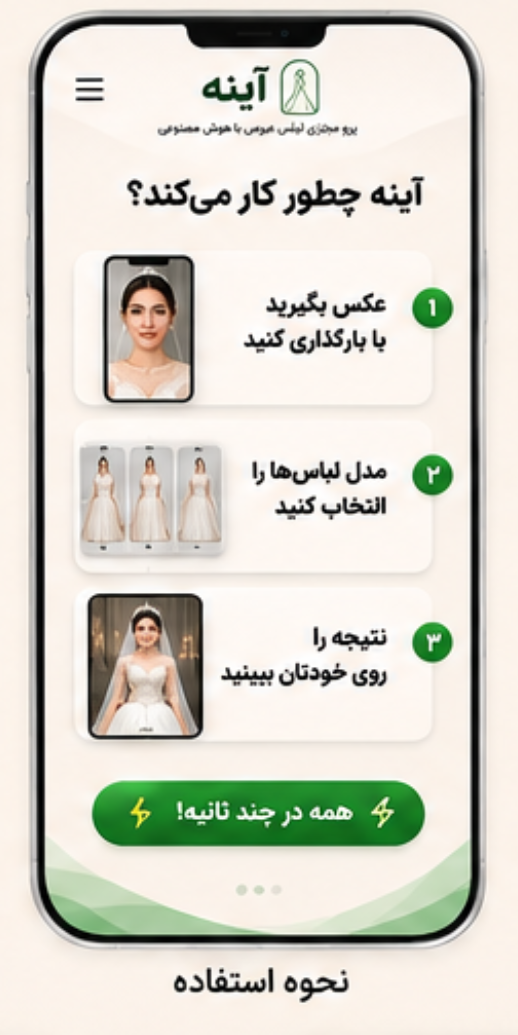 آینه
پرو مجازی لباس عروس با هوش مصنوعی
آینه چطور کار می‌کند؟
۱
عکس بگیرید
یا بارگذاری کنید
۲
مدل لباس‌ها را
انتخاب کنید
۳
نتیجه را
روی خودتان ببینید
همه در چند ثانیه!
نحوه استفاده